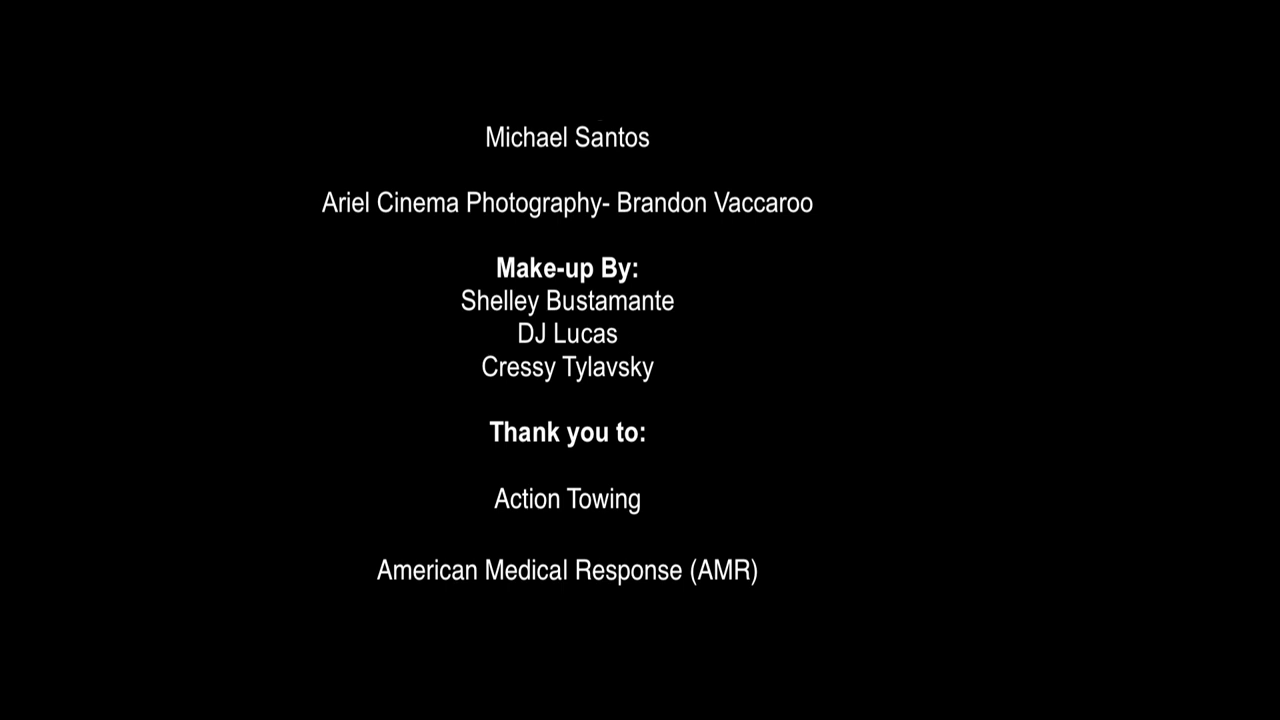 Michael Santos
Ariel Cinema Photography- Brandon Vaccaroo
Make-up By:
Shelley Bustamante
DJ Lucas
Cressy Tylavsky
Thank you to:
Action Towing
American Medical Response (AMR)